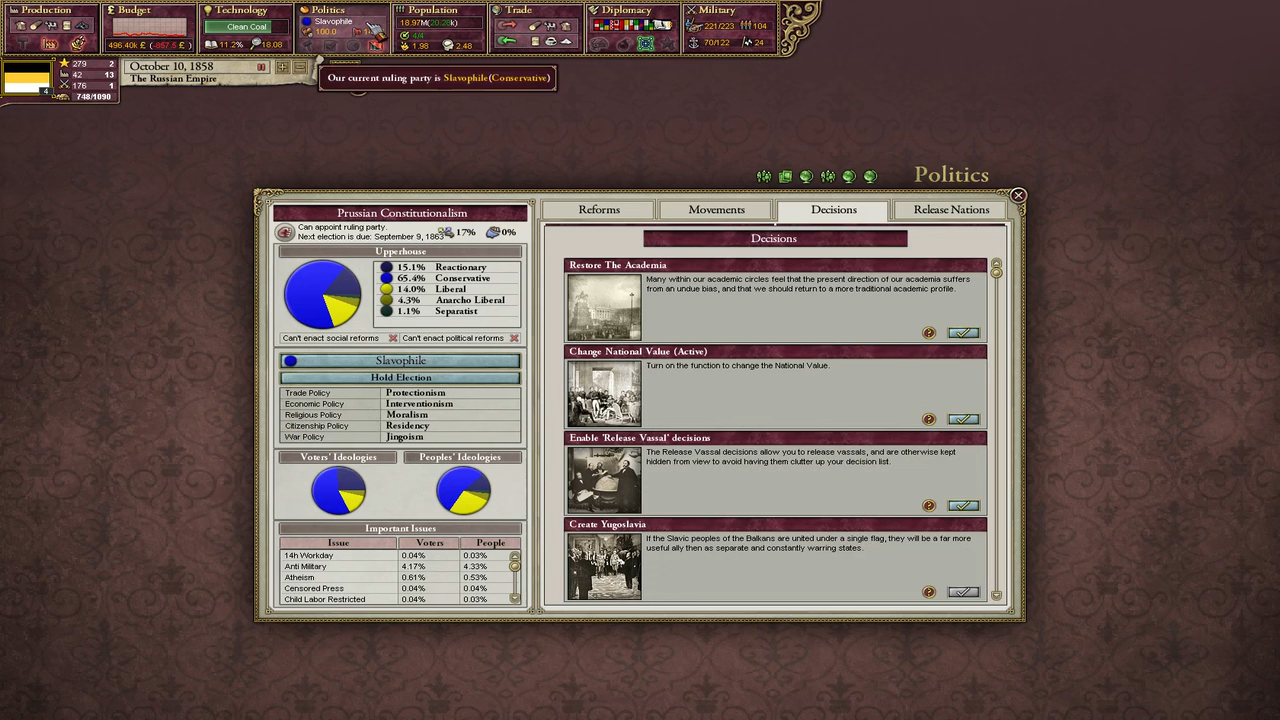 Production
Budget
Technology
Politics
Population
Trade
Diplomacy
Military
Clean Coal
Slavophile
18.97M(20.28k)
221/223
104
100.0
4/4
496.40k £ (-857.5 £)
11.2%
18.08
1.98
2.48
70/122
24
279
2
42
13
176
1
4
748/1090
October 10, 1858
The Russian Empire
Our current ruling party is Slavophile(Conservative)
Politics
Prussian Constitutionalism
Can appoint ruling party.
Next election is due: September 9, 1863
17%
0%
Upperhouse
15.1% Reactionary
65.4% Conservative
14.0% Liberal
4.3% Anarcho Liberal
1.1% Separatist
Can't enact social reforms
Can't enact political reforms
Slavophile
Hold Election
Trade Policy Protectionism
Economic Policy Interventionism
Religious Policy Moralism
Citizenship Policy Residency
War Policy Jingoism
Voters' Ideologies
Peoples' Ideologies
Important Issues
Issue Voters People
14h Workday 0.04% 0.03%
Anti Military 4.17% 4.33%
Atheism 0.61% 0.53%
Censored Press 0.04% 0.04%
Child Labor Restricted 0.04% 0.03%
Reforms
Movements
Decisions
Release Nations
Decisions
Restore The Academia
Many within our academic circles feel that the present direction of our academia suffers
from an undue bias, and that we should return to a more traditional academic profile.
Change National Value (Active)
Turn on the function to change the National Value.
Enable 'Release Vassal' decisions
The Release Vassal decisions allow you to release vassals, and are otherwise kept
hidden from view to avoid having them clutter up your decision list.
Create Yugoslavia
If the Slavic peoples of the Balkans are united under a single flag, they will be a far more
useful ally then as separate and constantly warring states.